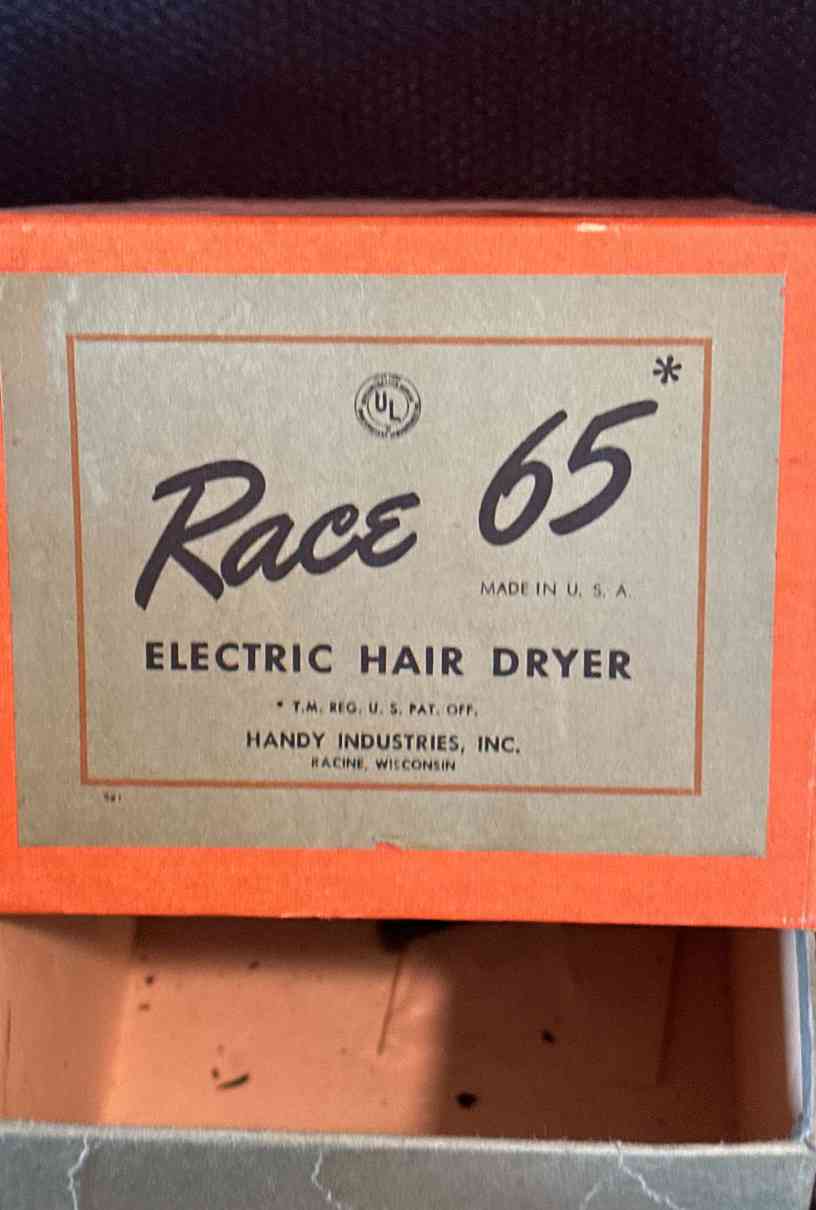 UL
Race 65*
MADE IN U. S. A.
ELECTRIC HAIR DRYER
* T.M. REG. U. S. PAT. OFF.
HANDY INDUSTRIES, INC.
RACINE, WISCONSIN